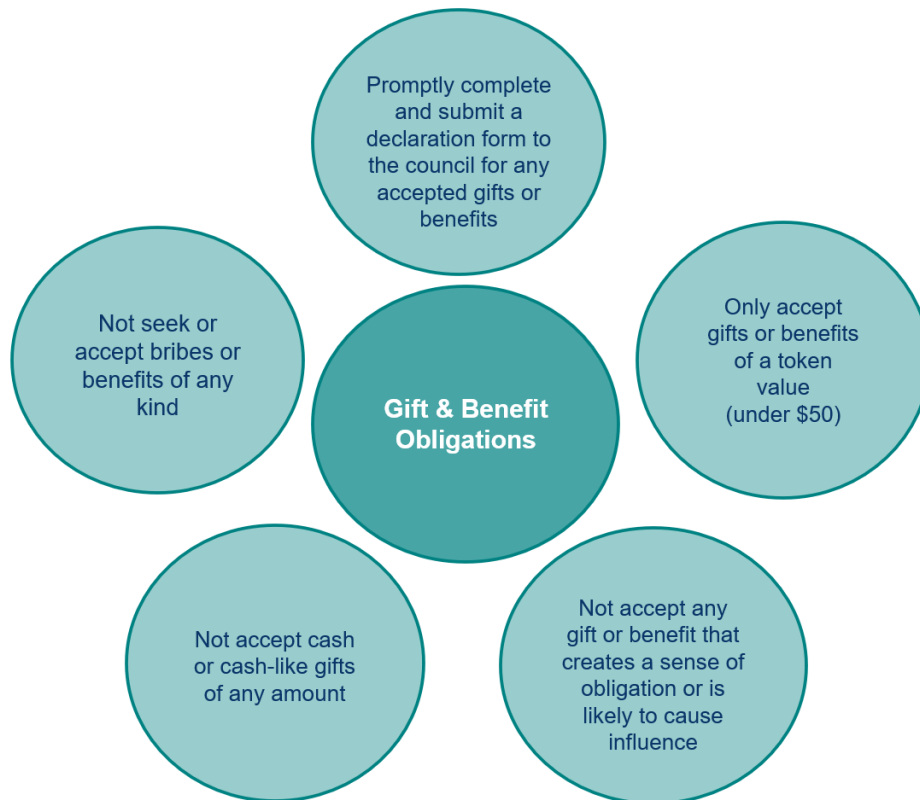 Promptly complete
and submit a
declaration form to
the council for any
accepted gifts or
benefits
Not seek or
accept bribes or
benefits of any
kind
Only accept
gifts or benefits
of a token
value
(under $50)
Gift & Benefit
Obligations
Not accept cash
or cash-like gifts
of any amount
Not accept any
gift or benefit that
creates a sense of
obligation or is
likely to cause
influence